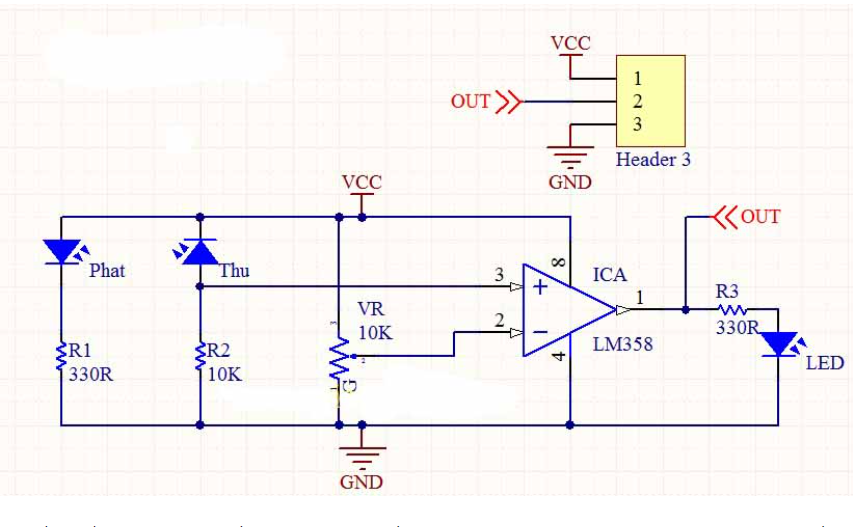 VCC
1
OUT
2
3
Header 3
GND
VCC
OUT
Phat
Thu
3
8
ICA
1
R3
330R
VR
10K
2
4
LM358
LED
R1
330R
R2
10K
GND